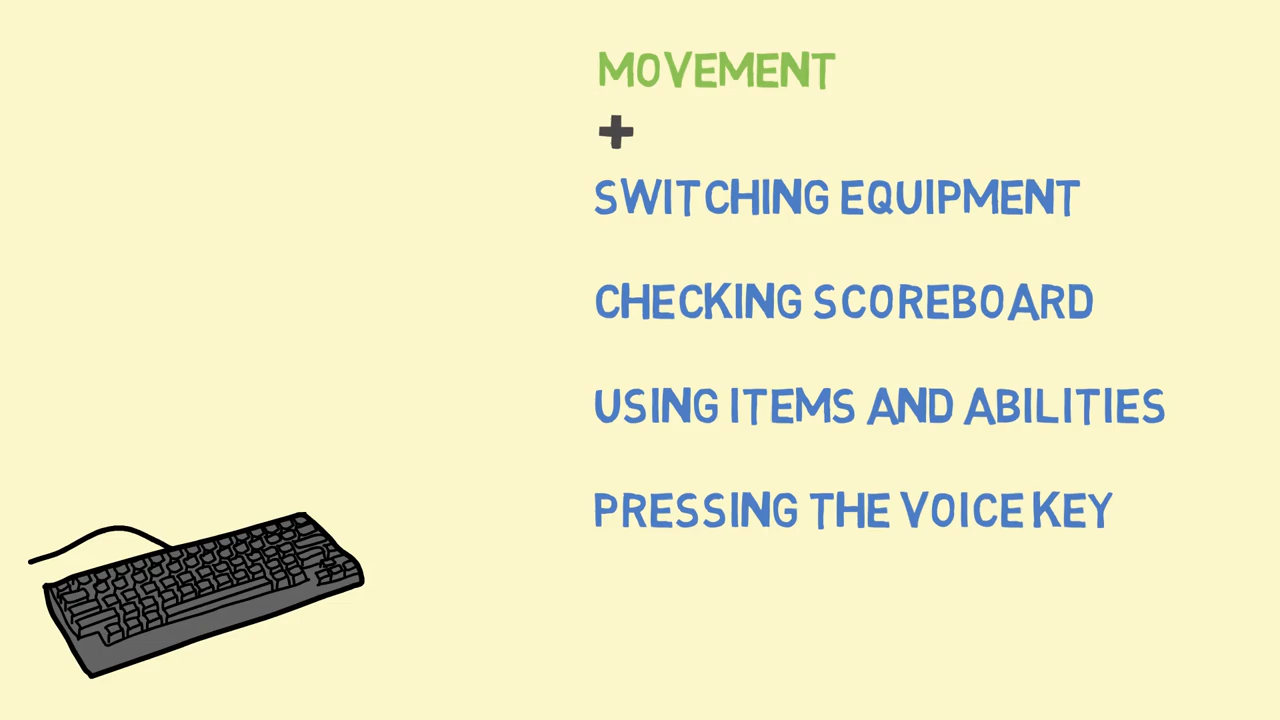 MOVEMENT
+
SWITCHING EQUIPMENT
CHECKING SCOREBOARD
USING ITEMS AND ABILITIES
PRESSING THE VOICE KEY